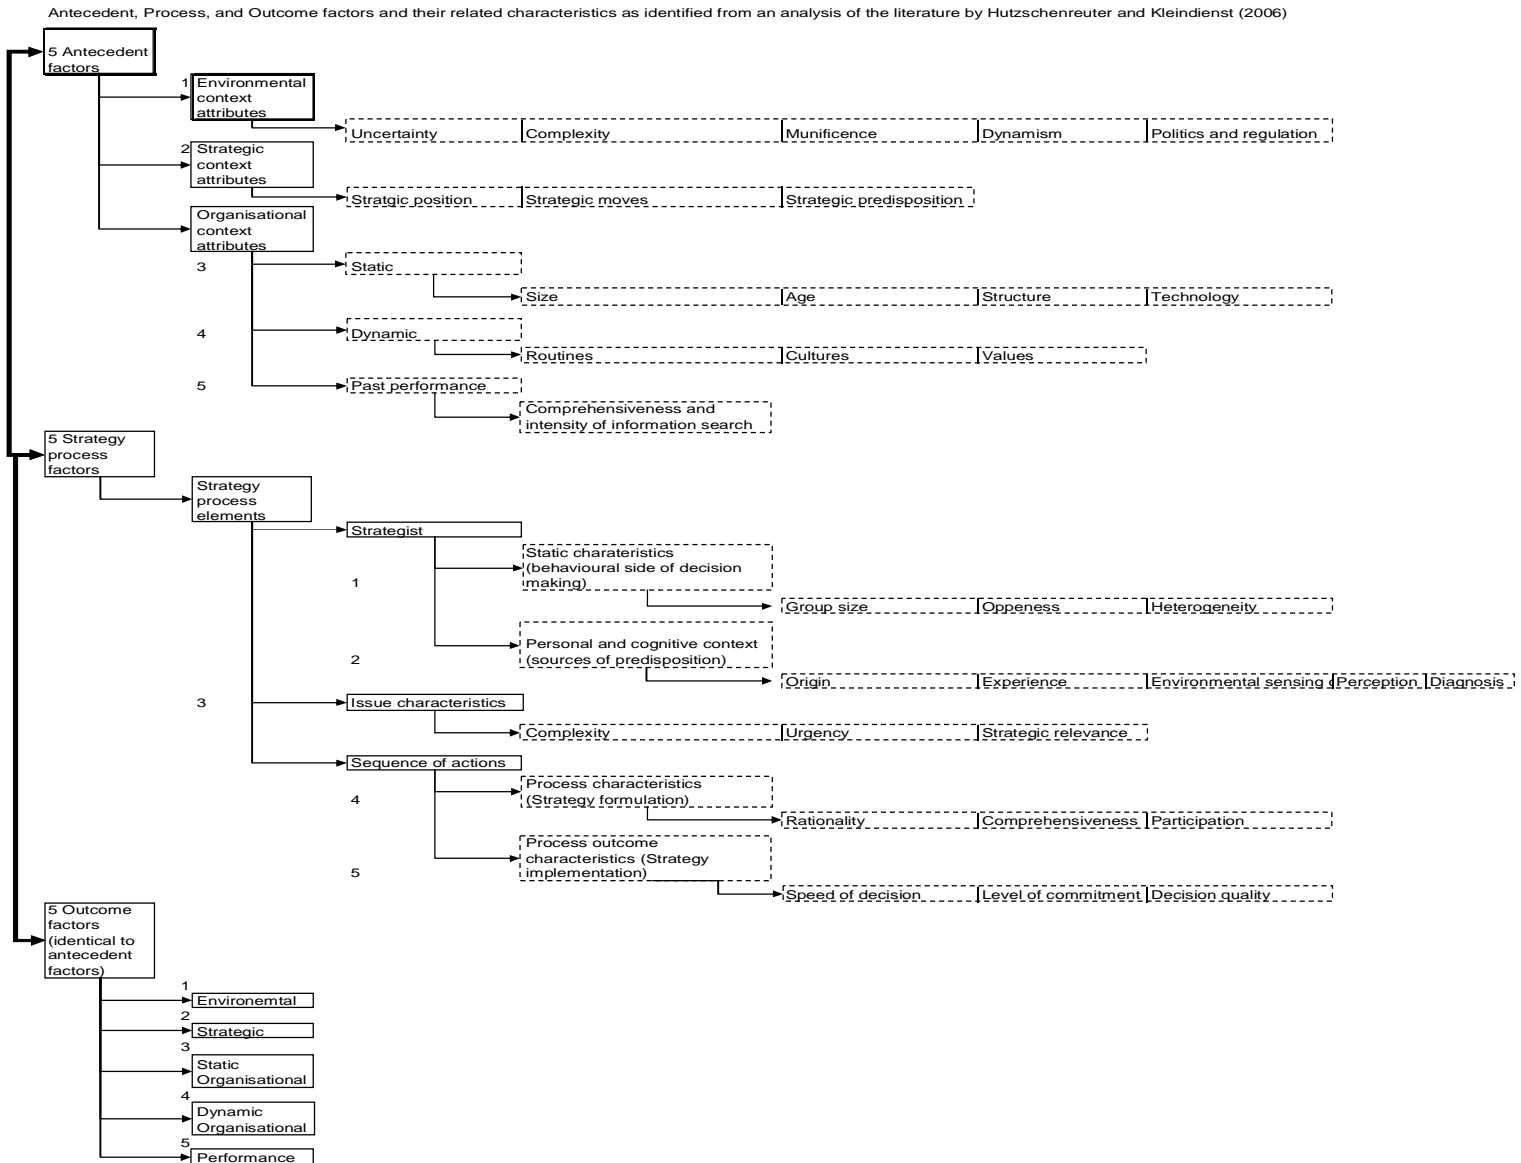 Antecedent, Process, and Outcome factors and their related characteristics as identified from an analysis of the literature by Hutzschenreuter and Kleindienst (2006)
5 Antecedent
factors
1
Environmental
context
attributes
Uncertainty
Complexity
Munificence
Dynamism
Politics and regulation
2
Strategic
context
attributes
Stratgic position
Strategic moves
Strategic predisposition
Organisational
context
attributes
3
Static
Size
Age
Structure
Technology
4
Dynamic
Routines
Cultures
Values
5
Past performance
Comprehensiveness and
intensity of information search
5 Strategy
process
factors
Strategy
process
elements
Strategist
1
Static charateristics
(behavioural side of decision
making)
Group size
Oppeness
Heterogeneity
2
Personal and cognitive context
(sources of predisposition)
Origin
Experience
Environmental sensing
Perception
Diagnosis
3
Issue characteristics
Complexity
Urgency
Strategic relevance
Sequence of actions
4
Process characteristics
(Strategy formulation)
Rationality
Comprehensiveness
Participation
5
Process outcome
characteristics (Strategy
implementation)
Speed of decision
Level of commitment
Decision quality
5 Outcome
factors
(identical to
antecedent
factors)
1
Environemtal
2
Strategic
3
Static
Organisational
4
Dynamic
Organisational
5
Performance